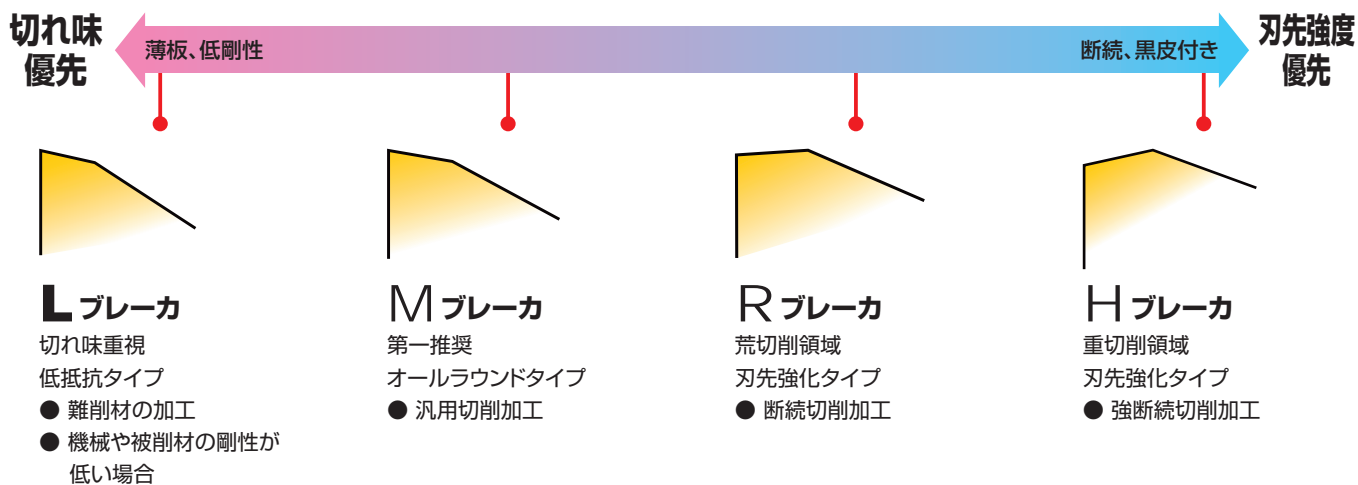 切れ味
優先
薄板、低剛性
断続、黒皮付き
刃先強度
優先
L ブレーカ
切れ味重視
低抵抗タイプ
● 難削材の加工
● 機械や被削材の剛性が
低い場合
M ブレーカ
第一推奨
オールラウンドタイプ
● 汎用切削加工
R ブレーカ
荒切削領域
刃先強化タイプ
● 断続切削加工
H ブレーカ
重切削領域
刃先強化タイプ
● 強断続切削加工